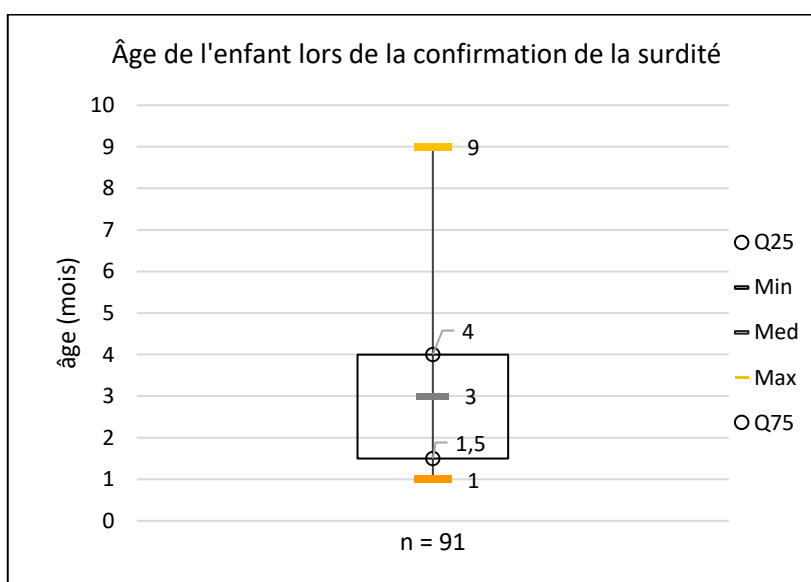 Âge de l'enfant lors de la confirmation de la surdité
10
9
8
7
6
5
4
3
2
1
0
âge (mois)
9
4
3
1,5
1
n = 91
Q25
Min
Med
Max
Q75